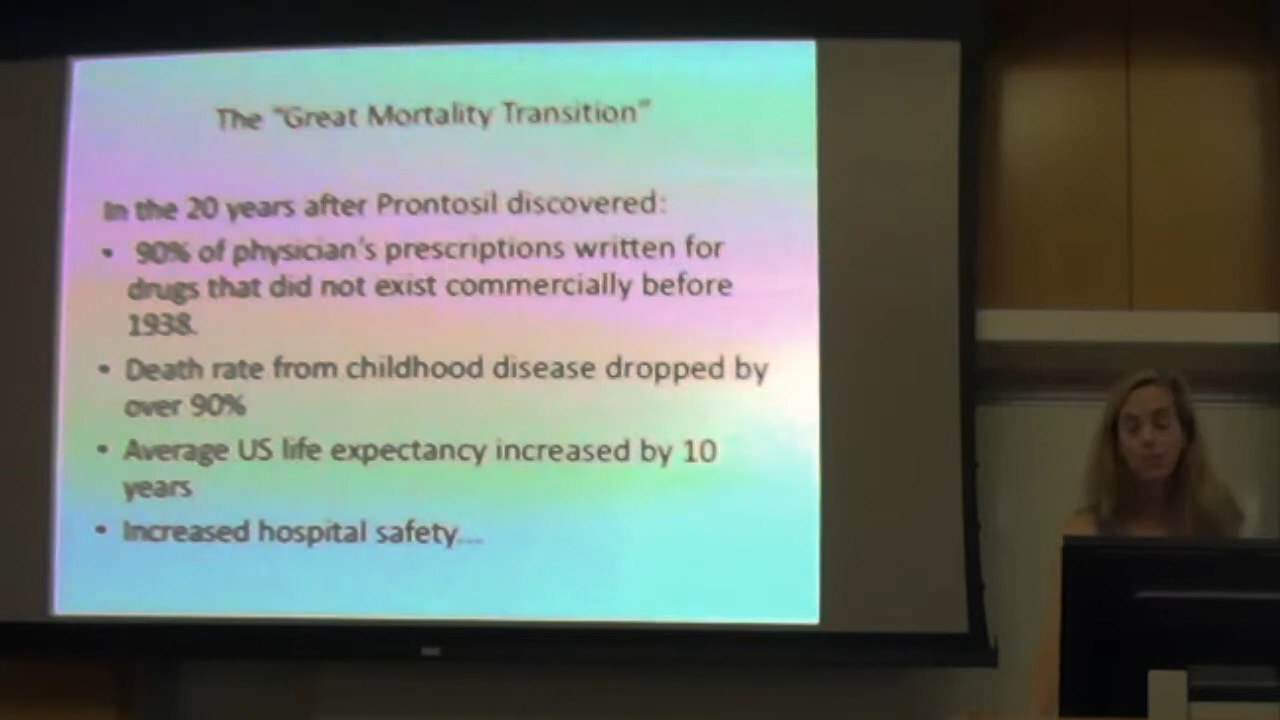 The "Great Mortality Transition"
In the 20 years after Prontosil discovered:
• 90% of physician's prescriptions written for
drugs that did not exist commercially before
1938.
• Death rate from childhood disease dropped by
over 90%
• Average US life expectancy increased by 10
years
• Increased hospital safety...